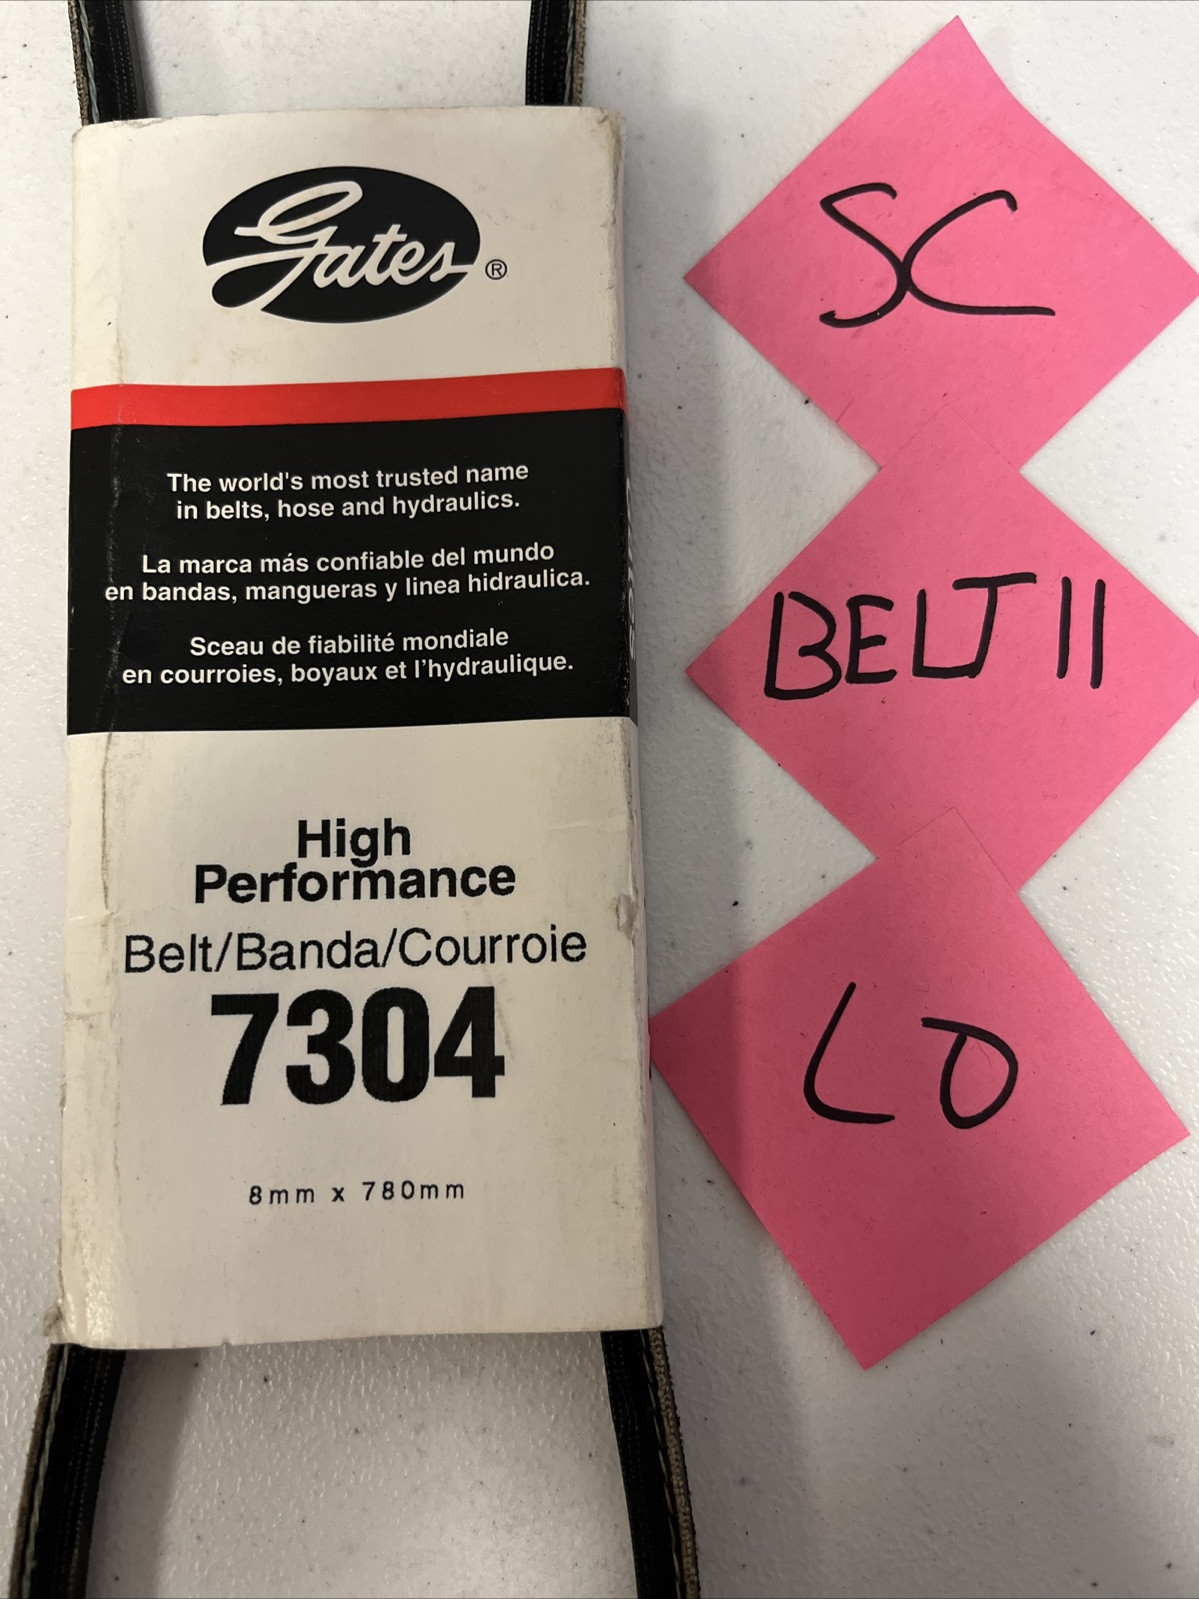 Gates®
The world's most trusted name
in belts, hose and hydraulics.
La marca más confiable del mundo
en bandas, mangueras y linea hidraulica.
Sceau de fiabilité mondiale
en courroies, boyaux et l'hydraulique.
High
Performance
Belt/Banda/Courroie
7304
8mm x 780mm
SC
BELT 11
LO